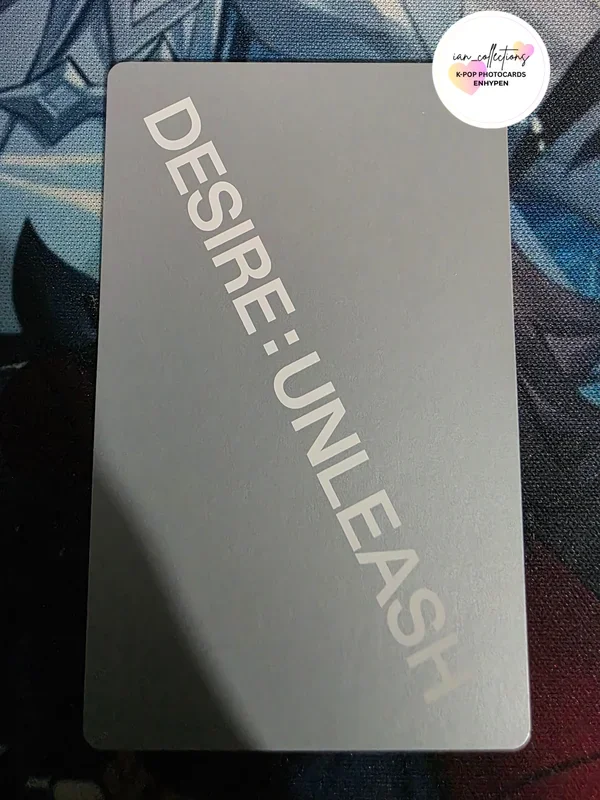 ian_collections
K-POP PHOTOCARDS
ENHYPEN
DESIRE : UNLEASH